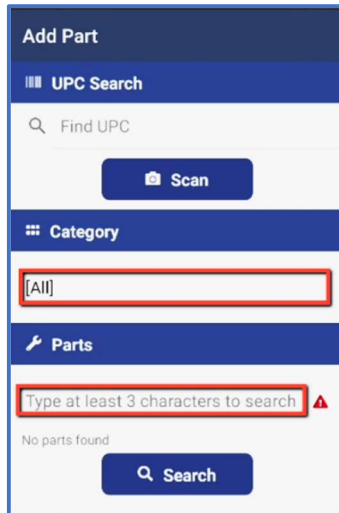 Add Part
UPC Search
Find UPC
Scan
Category
[All]
Parts
Type at least 3 characters to search
No parts found
Search